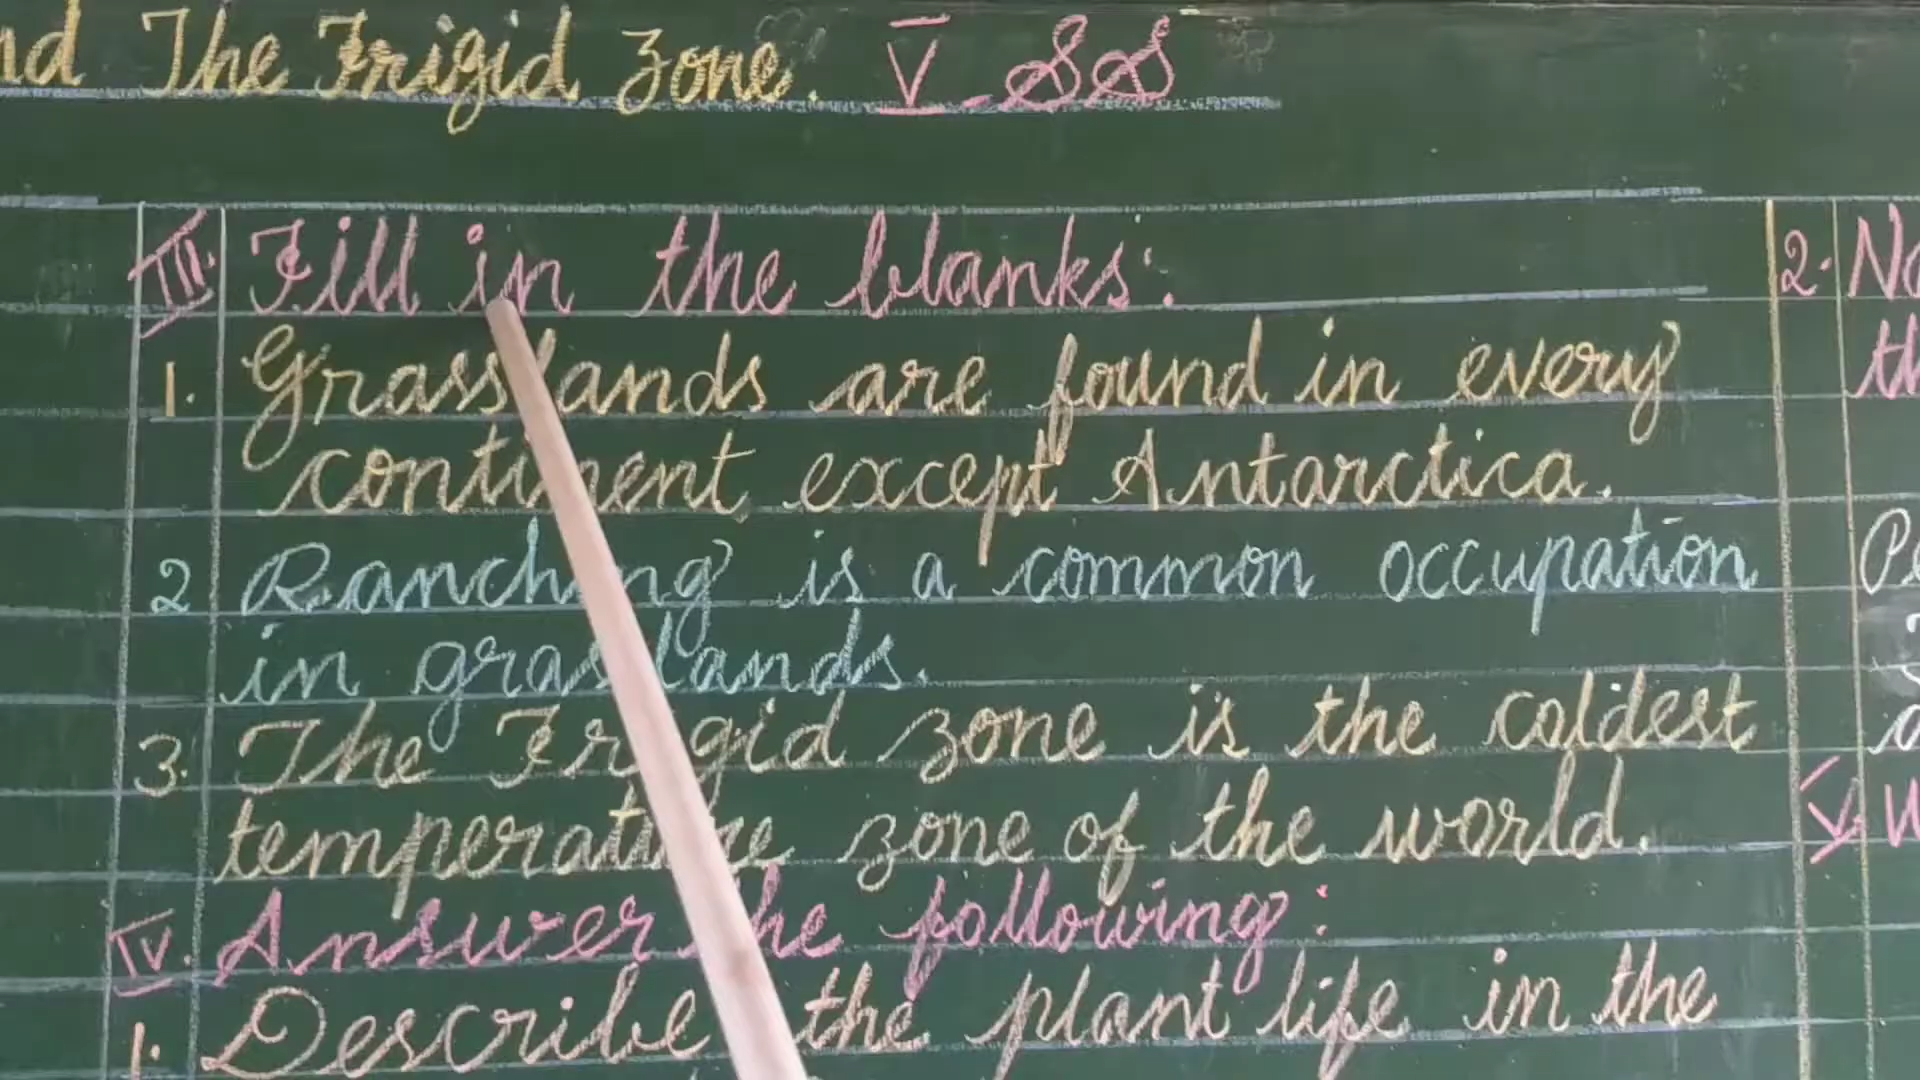 The Frigid Zone. V - SS
III. Fill in the blanks:
1. Grasslands are found in every
continent except Antarctica.
2 Ranching is a common occupation
in grasslands.
3. The Frigid zone is the coldest
temperature zone of the world.
IV. Answer the following:
1. Describe the plant life in the
2.
V.